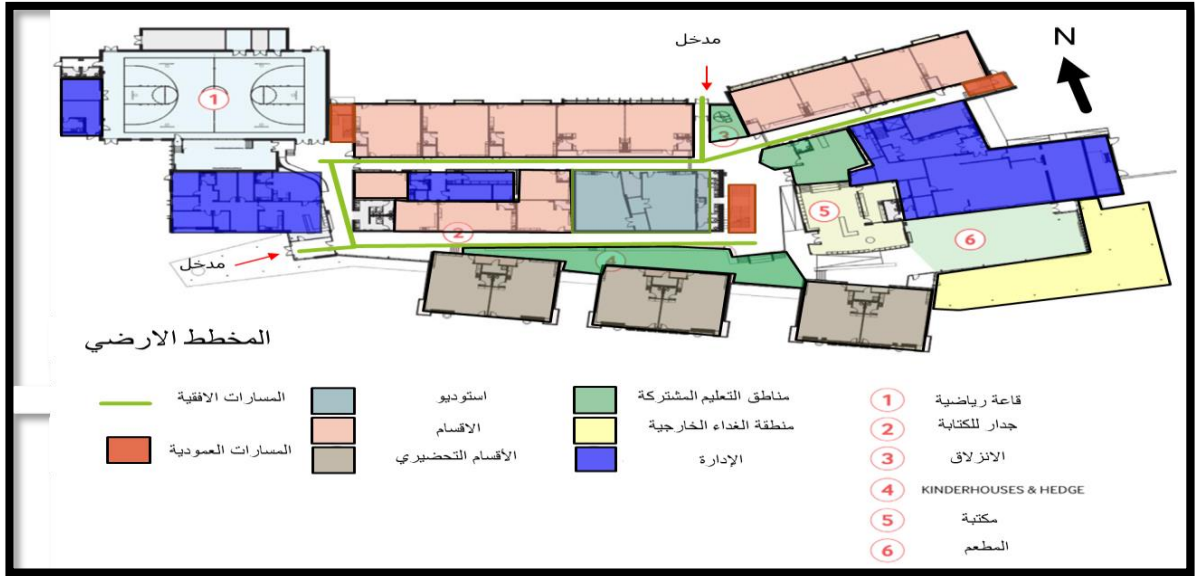 مدخل
N
1
3
5
2
6
4
مدخل
المخطط الارضي
المسارات الافقية
المسارات العمودية
استوديو
الاقسام
الأقسام التحضيري
مناطق التعليم المشتركة
منطقة الغداء الخارجية
الإدارة
1 قاعة رياضية
2 جدار للكتابة
3 الانزلاق
4 KINDERHOUSES & HEDGE
5 مكتبة
6 المطعم